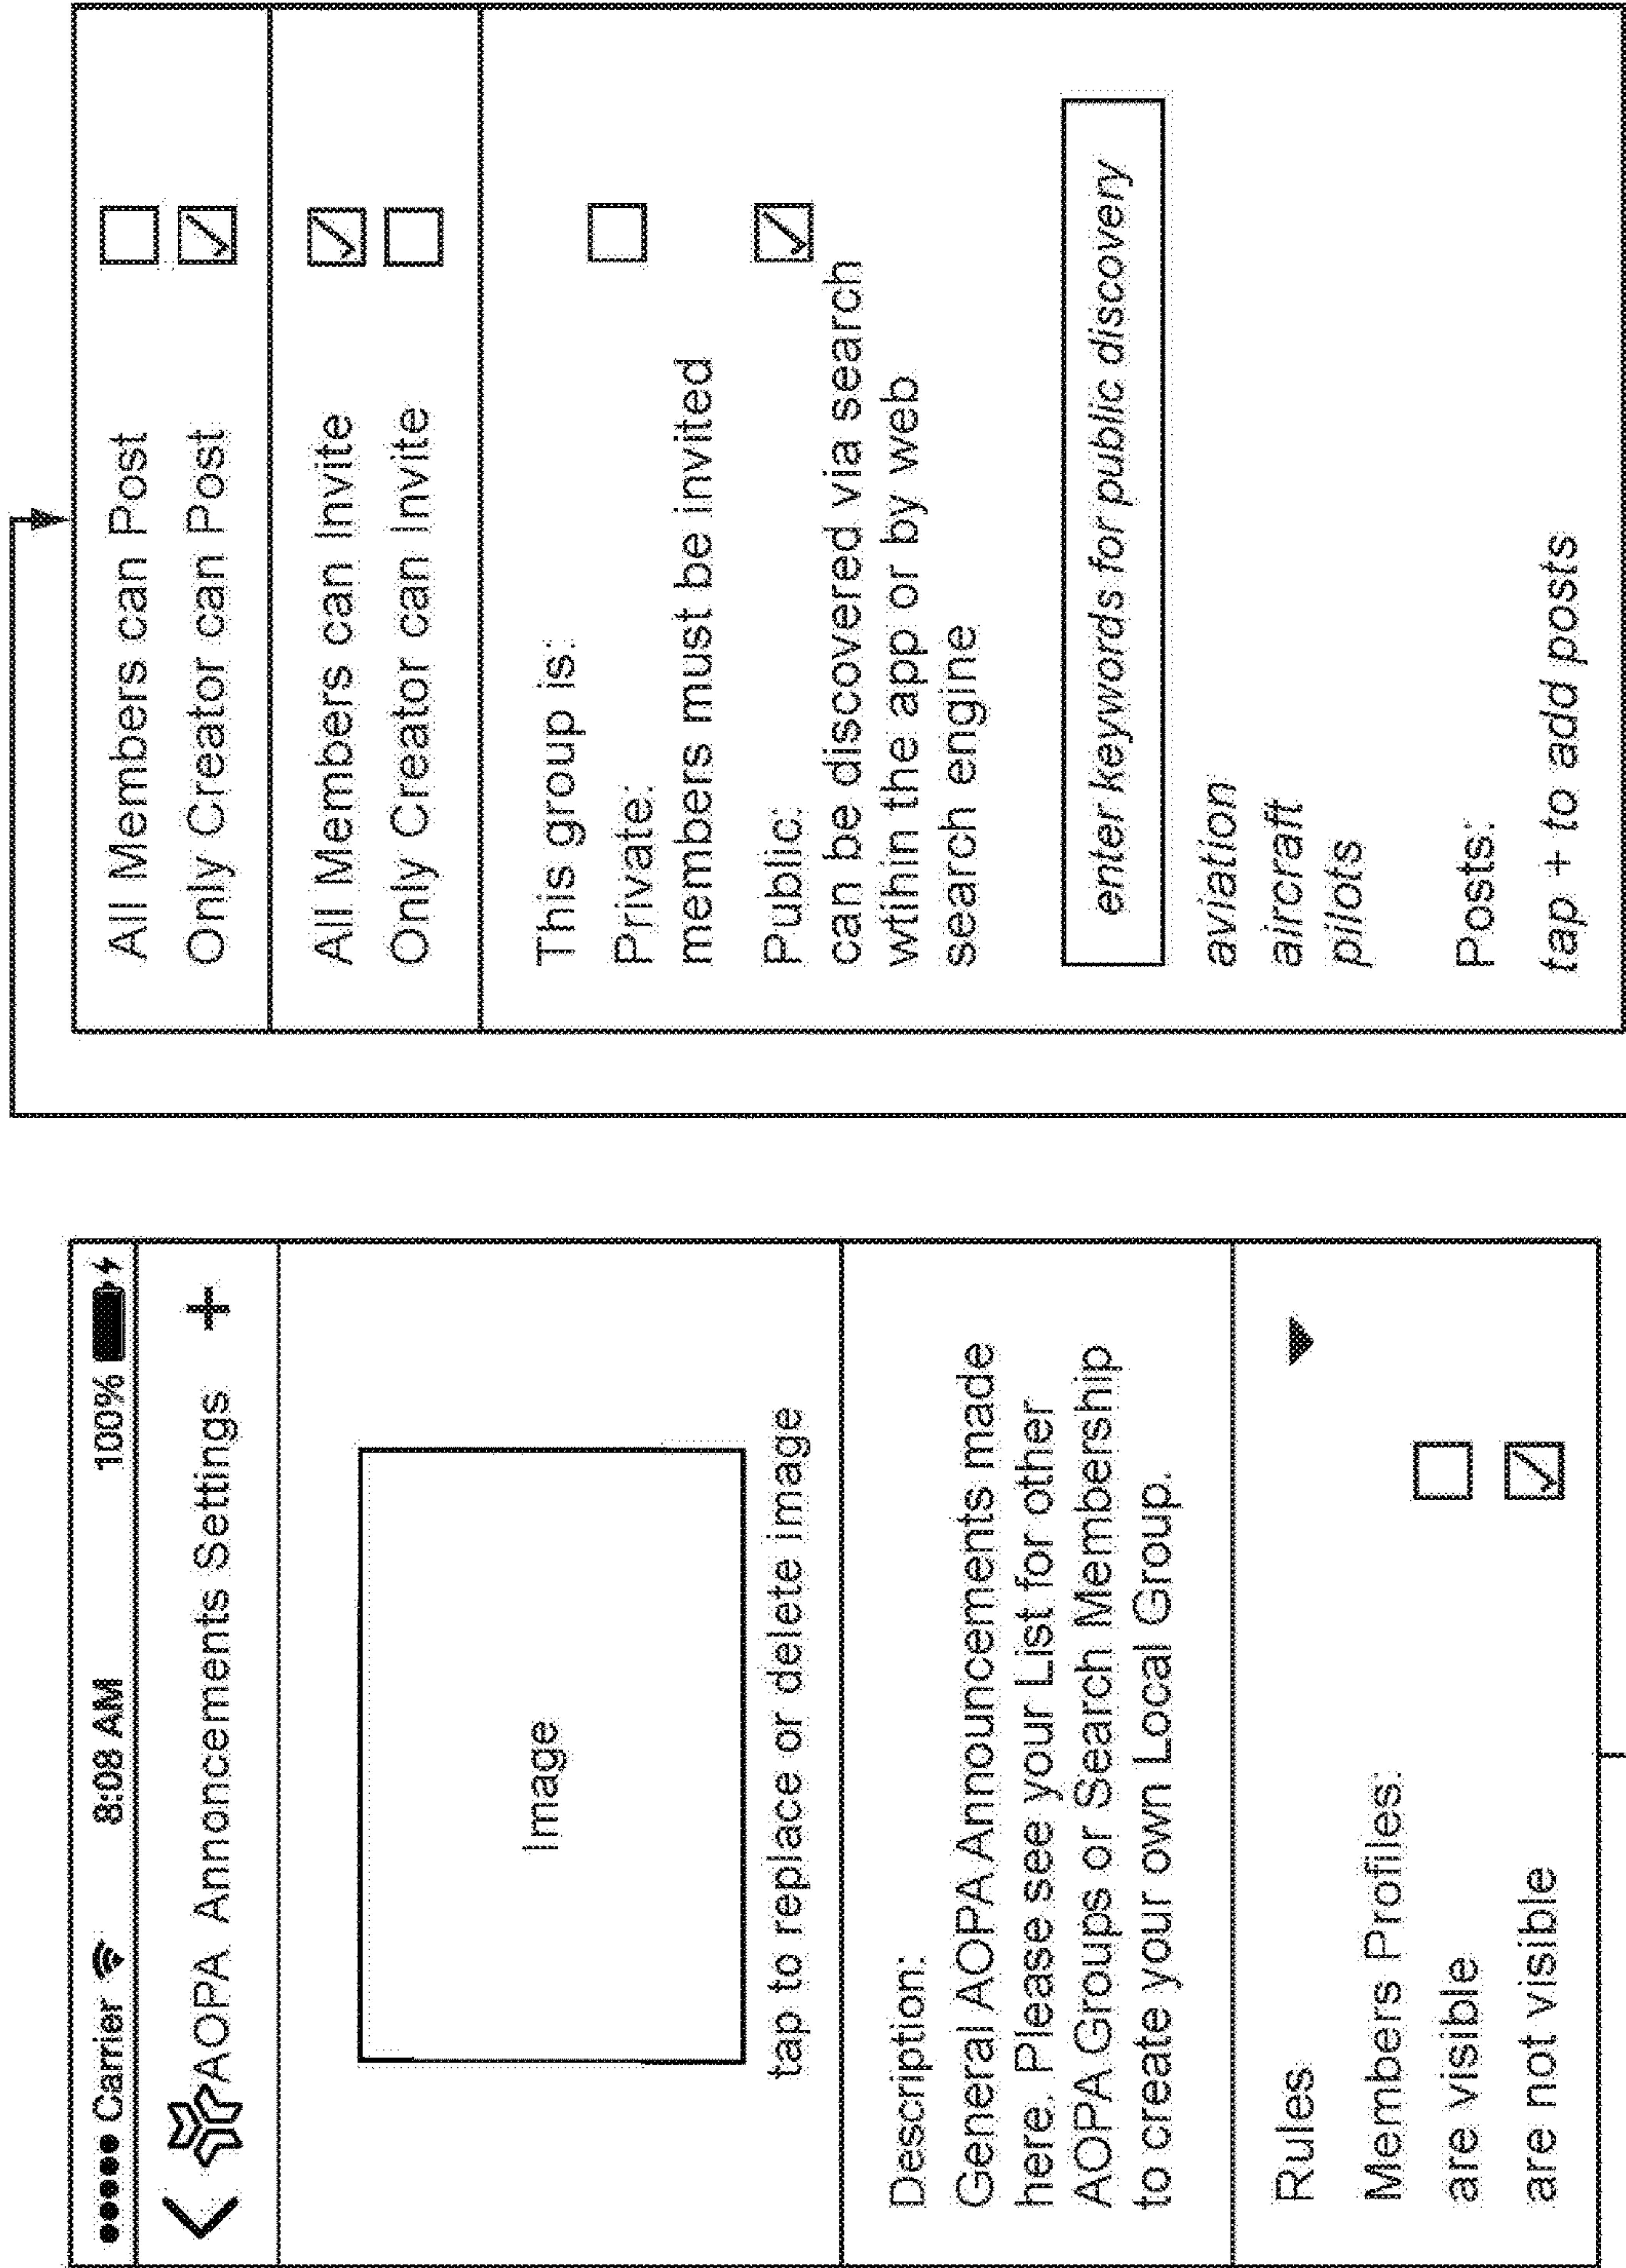 Carrier 8:08 AM 100%
AOPA Annoncements Settings +
Image
tap to replace or delete image
Description:
General AOPA Announcements made
here. Please see your List for other
AOPA Groups or Search Membership
to create your own Local Group.
Rules
Members Profiles:
are visible
are not visible
All Members can Post
Only Creator can Post
All Members can Invite
Only Creator can Invite
This group is:
Private:
members must be invited
Public:
can be discovered via search
wtihin the app or by web
search engine
enter keywords for public discovery
aviation
aircraft
pilots
Posts:
tap + to add posts